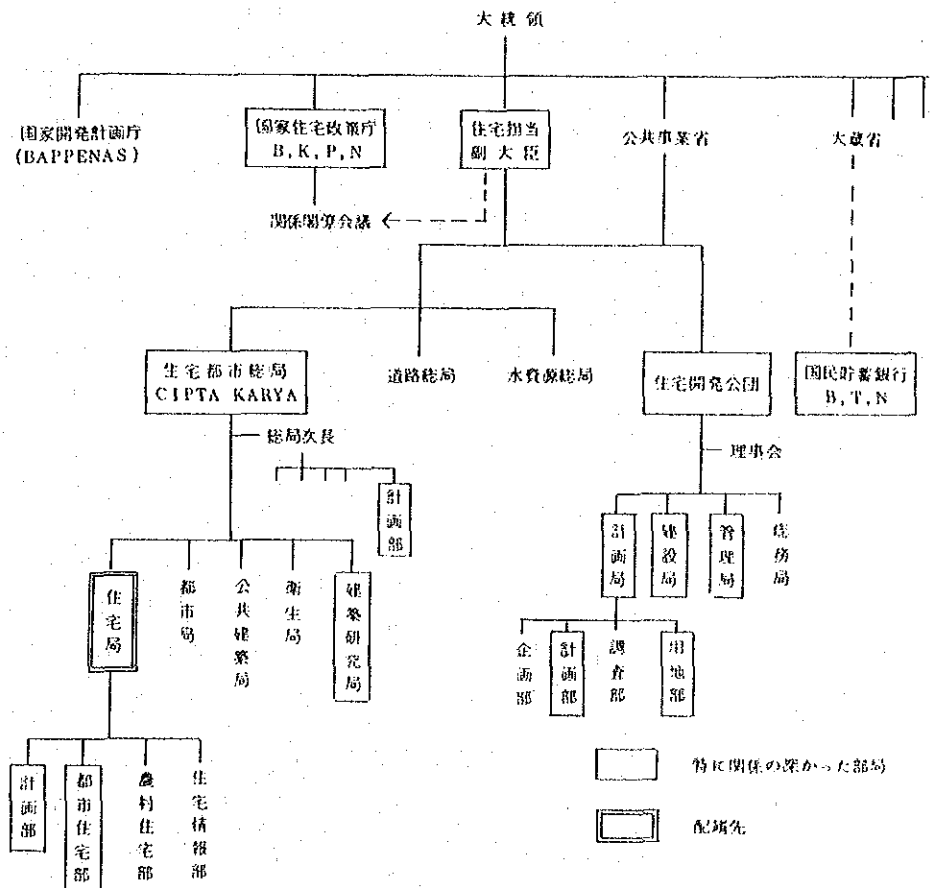 大統領
国家開発計画庁
(BAPPENAS)
国家住宅政策庁
B,K,P,N
住宅担当
副大臣
公共事業省
大蔵省
関係閣僚会議
住宅都市総局
CIPTA KARYA
道路総局
水資源総局
住宅開発公団
国民貯蓄銀行
B,T,N
総局次長
理事会
計画部
計画局
建設局
管理局
総務局
住宅局
都市局
公共建築局
衛生局
建築研究局
企画部
計画部
調査部
用地部
特に関係の深かった部局
計画部
都市住宅部
農村住宅部
住宅情報部
配属先